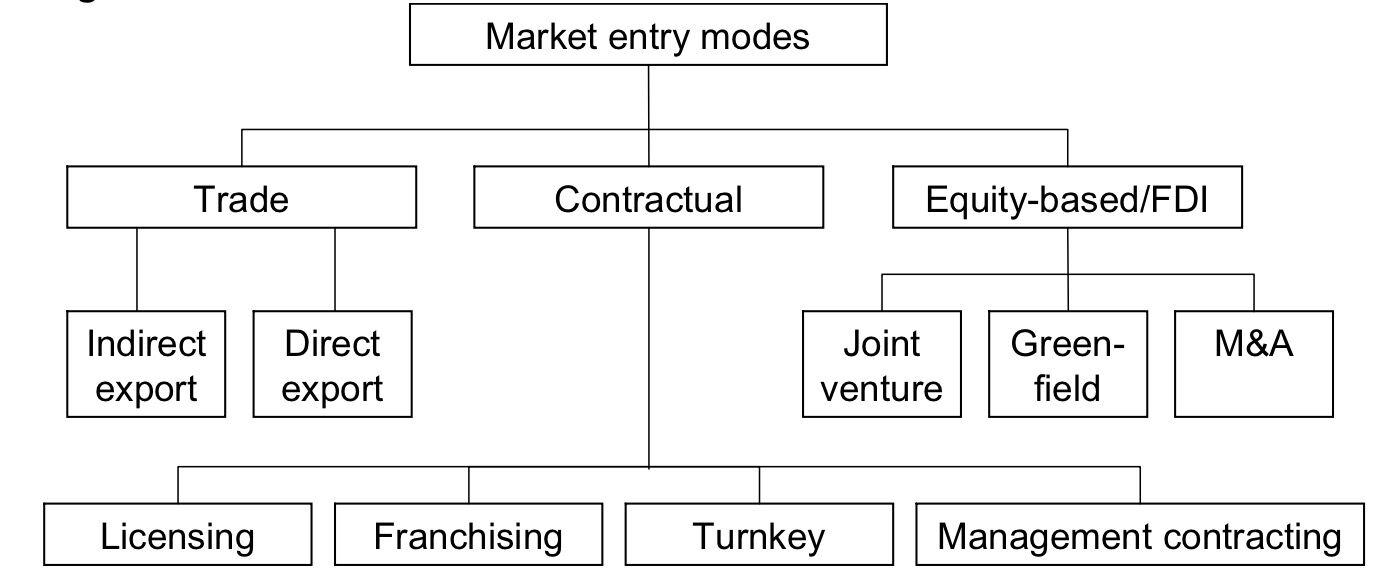 Market entry modes
Trade
Contractual
Equity-based/FDI
Indirect
export
Direct
export
Joint
venture
Green-
field
M&A
Licensing
Franchising
Turnkey
Management contracting